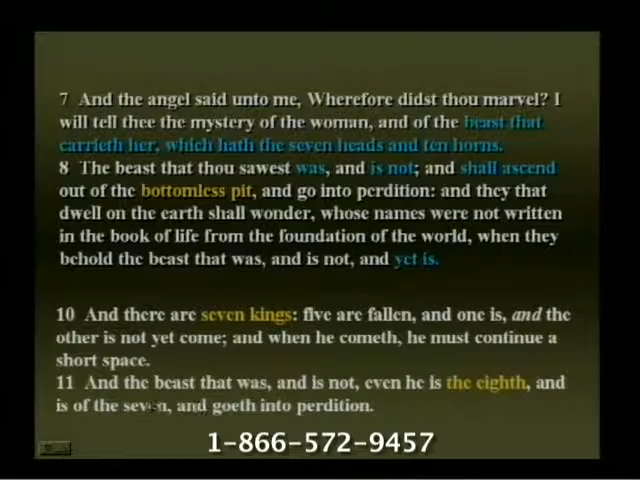 7 And the angel said unto me, Wherefore didst thou marvel? I
will tell thee the mystery of the woman, and of the beast that
carrieth her, which hath the seven heads and ten horns.
8 The beast that thou sawest was, and is not; and shall ascend
out of the bottomless pit, and go into perdition: and they that
dwell on the earth shall wonder, whose names were not written
in the book of life from the foundation of the world, when they
behold the beast that was, and is not, and yet is.
10 And there are seven kings: five are fallen, and one is, and the
other is not yet come; and when he cometh, he must continue a
short space.
11 And the beast that was, and is not, even he is the eighth, and
is of the seven, and goeth into perdition.
1-866-572-9457